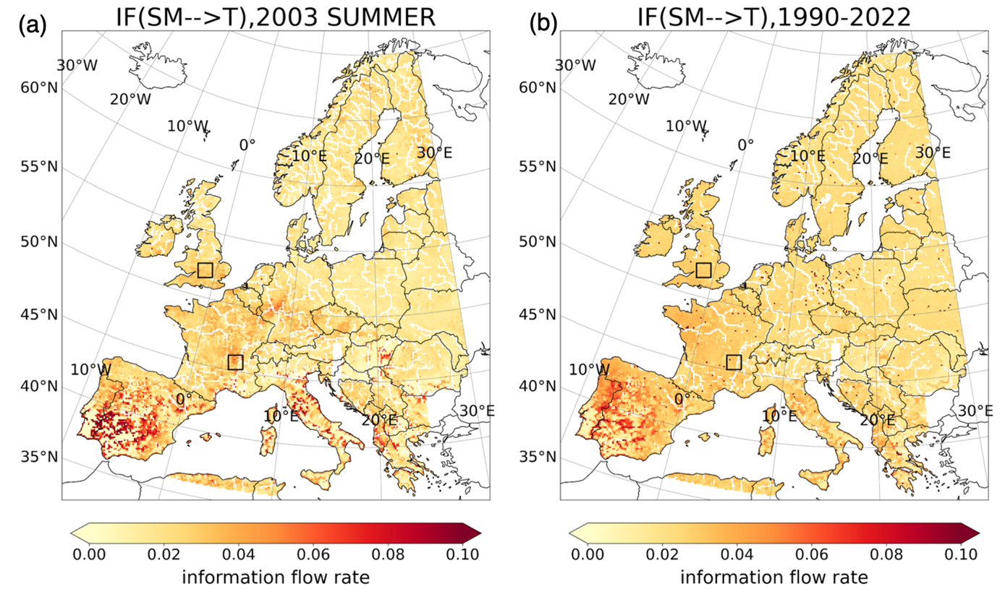 (a)
IF(SM-->T),2003 SUMMER
30°W
60°N
20°W
10°W
0°
10°E
20°E
30°E
55°N
50°N
45°N
10°W
40°N
0°
10°E
20°E
30°E
35°N
0.00 0.02 0.04 0.06 0.08 0.10
information flow rate
(b)
IF(SM-->T),1990-2022
30°W
60°N
20°W
10°W
0°
10°E
20°E
30°E
55°N
50°N
45°N
10°W
40°N
0°
10°E
20°E
30°E
35°N
0.00 0.02 0.04 0.06 0.08 0.10
information flow rate